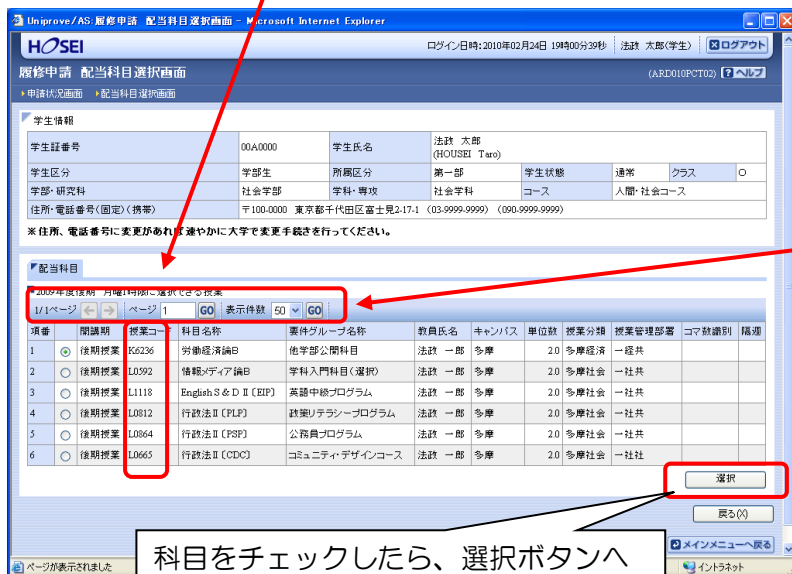 Uniprove/AS:履修申請 配当科目選択画面 - Microsoft Internet Explorer
HOSEI ログイン日時:2010年02月24日 19時00分39秒 法政 太郎(学生) ログアウト
履修申請 配当科目選択画面 (ARD010PCT02) ? ヘルプ
申請状況画面 配当科目選択画面
学生情報
学生証番号 00A0000 学生氏名 法政 太郎
(HOUSEI Taro)
学生区分 学部生 所属区分 第一部 学生状態 通常 クラス O
学部・研究科 社会学部 学科・専攻 社会学科 コース 人間・社会コース
住所・電話番号(固定)(携帯) 〒100-0000 東京都千代田区富士見2-17-1 (03-9999-9999) (090-9999-9999)
※住所、電話番号に変更があれば速やかに大学で変更手続きを行ってください。
配当科目
2009年度後期 月曜1時限に選択できる授業
1/1ページ ページ 1 GO 表示件数 50 GO
項番 開講期 授業コード 科目名称 要件グループ名称 教員氏名 キャンパス 単位数 授業分類 授業管理部署 コマ数識別 隔週
1 後期授業 K6236 労働経済論B 他学部公開科目 法政 一郎 多摩 2.0 多摩経済 一経共
2 後期授業 L0592 情報メディア論B 学科入門科目(選択) 法政 一郎 多摩 2.0 多摩社会 一社共
3 後期授業 L1118 English S & D Ⅱ [EIP] 英語中級プログラム 法政 一郎 多摩 2.0 多摩社会 一社共
4 後期授業 L0812 行政法Ⅱ [PLP] 政策リテラシープログラム 法政 一郎 多摩 2.0 多摩社会 一社共
5 後期授業 L0864 行政法Ⅱ [PSP] 公務員プログラム 法政 一郎 多摩 2.0 多摩社会 一社共
6 後期授業 L0665 行政法Ⅱ [CDC] コミュニティ・デザインコース 法政 一郎 多摩 2.0 多摩社会 一社社
選択
戻る(X)
メインメニューへ戻る
科目をチェックしたら、選択ボタンへ
ページが表示されました イントラネット